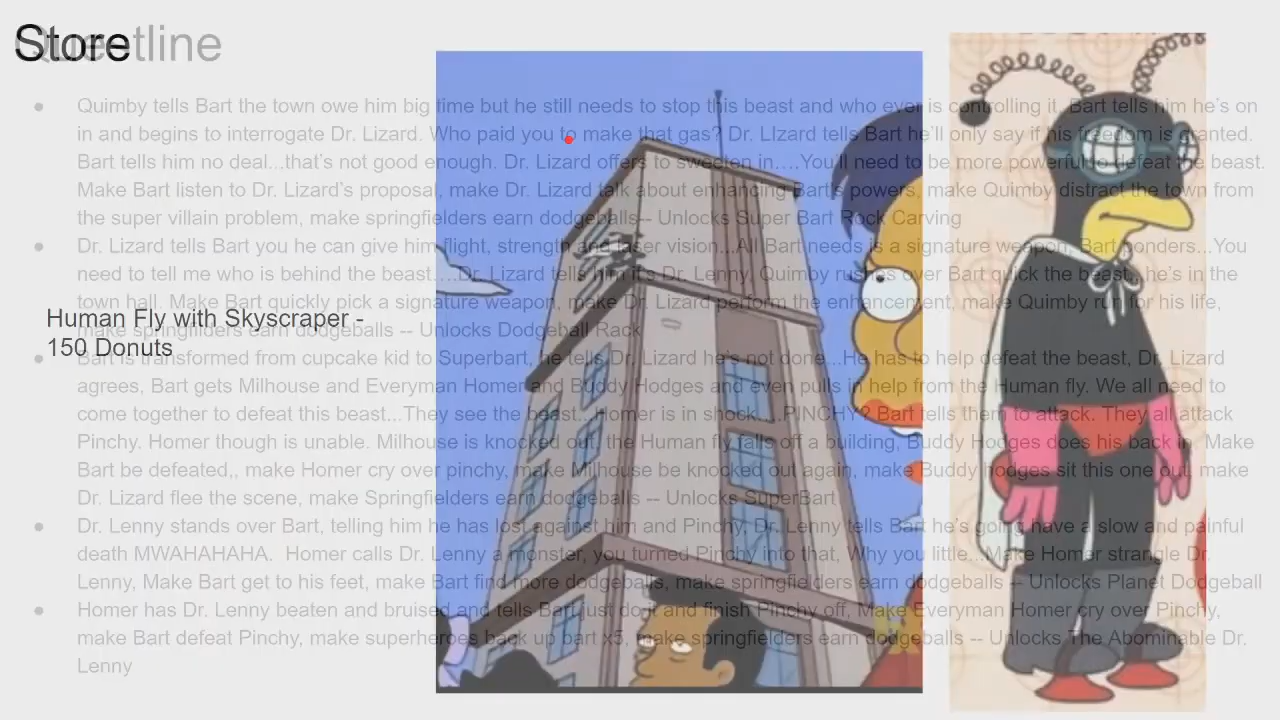 Store
Questline
Quimby tells Bart the town owe him big time but he still needs to stop this beast and who ever is controlling it, Bart tells him he's on
in and begins to interrogate Dr. Lizard. Who paid you to make that gas? Dr. LIzard tells Bart he'll only say if his freedom is granted.
Bart tells him no deal...that's not good enough. Dr. Lizard offers to sweeten in....You'll need to be more powerful to defeat the beast.
Make Bart listen to Dr. Lizard's proposal, make Dr. Lizard talk about enhancing Bart's powers, make Quimby distract the town from
the super villain problem, make springfielders earn dodgeballs-- Unlocks Super Bart Rock Carving
Dr. Lizard tells Bart you he can give him flight, strength and laser vision...All Bart needs is a signature weapon, Bart ponders...You
need to tell me who is behind the beast.... Dr. Lizard tells Dr. Lenny, Quimby rushes over Bart quick the beast he's in the
town hall. Make Bart quickly pick a signature weapon, make Dr. Lizard perform the enhancement, make Quimby run for his life,
make springfielders earn dodgeballs -- Unlocks Dodgeball Rack
Human Fly with Skyscraper -
150 Donuts
Bart is transformed from cupcake kid to Superbart, he tells Dr. Lizard he's not done...He has to help defeat the beast, Dr. Lizard
agrees, Bart gets Milhouse and Everyman Homer and Buddy Hodges and even pulls in help from the Human fly. We all need to
come together to defeat this beast...They see the beast...Homer is in shock... PINCHY? Bart tells them to attack. They all attack
Pinchy. Homer though is unable. Milhouse is knocked out, the Human fly falls off a building, Buddy Hodges does his back in. Make
Bart be defeated,, make Homer cry over pinchy, make Milhouse be knocked out again, make Buddy hodges sit this one out, make
Dr. Lizard flee the scene, make Springfielders earn dodgeballs -- Unlocks SuperBart
Dr. Lenny stands over Bart, telling him he has lost against him and Pinchy, Dr. Lenny tells Bart he's going have a slow and painful
death MWAHAHAHA. Homer calls Dr. Lenny a monster, you turned Pinchy into that, Why you little...Make Homer strangle Dr.
Lenny, Make Bart get to his feet, make Bart find more dodgeballs, make springfielders earn dodgeballs -- Unlocks Planet Dodgeball
Homer has Dr. Lenny beaten and bruised and tells Bart just do it and finish Pinchy off, Make Everyman Homer cry over Pinchy,
make Bart defeat Pinchy, make superheroes back up bart x5, make springfielders earn dodgeballs -- Unlocks The Abominable Dr.
Lenny